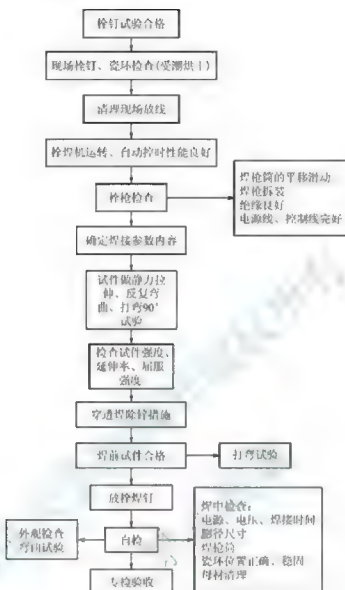 栓钉试验合格
现场栓钉、瓷环检查(受潮烘干)
清理现场放线
栓焊机运转、自动控时性能良好
栓枪检查
焊枪筒的平移滑动
焊枪拆装
绝缘良好
电源线、控制线完好
确定焊接参数内容
试件做静力拉
伸、反复弯
曲、打弯90°
试验
检查试件强度、
延伸率、屈服
强度
穿透焊除锌措施
焊前试件合格
打弯试验
放栓焊钉
外观检查
弯曲试验
自检
焊中检查:
电源、电压、焊接时间
膨径尺寸
焊枪筒
瓷环位置正确、稳固
母材清理
专检验收